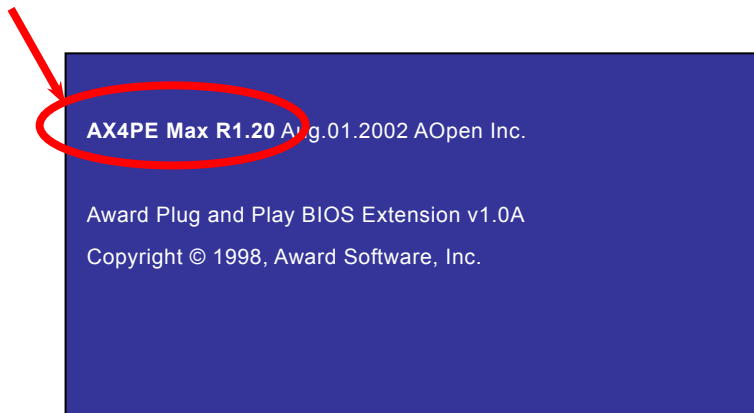 AX4PE Max R1.20 Aug.01.2002 AOpen Inc.
Award Plug and Play BIOS Extension v1.0A
Copyright © 1998, Award Software, Inc.